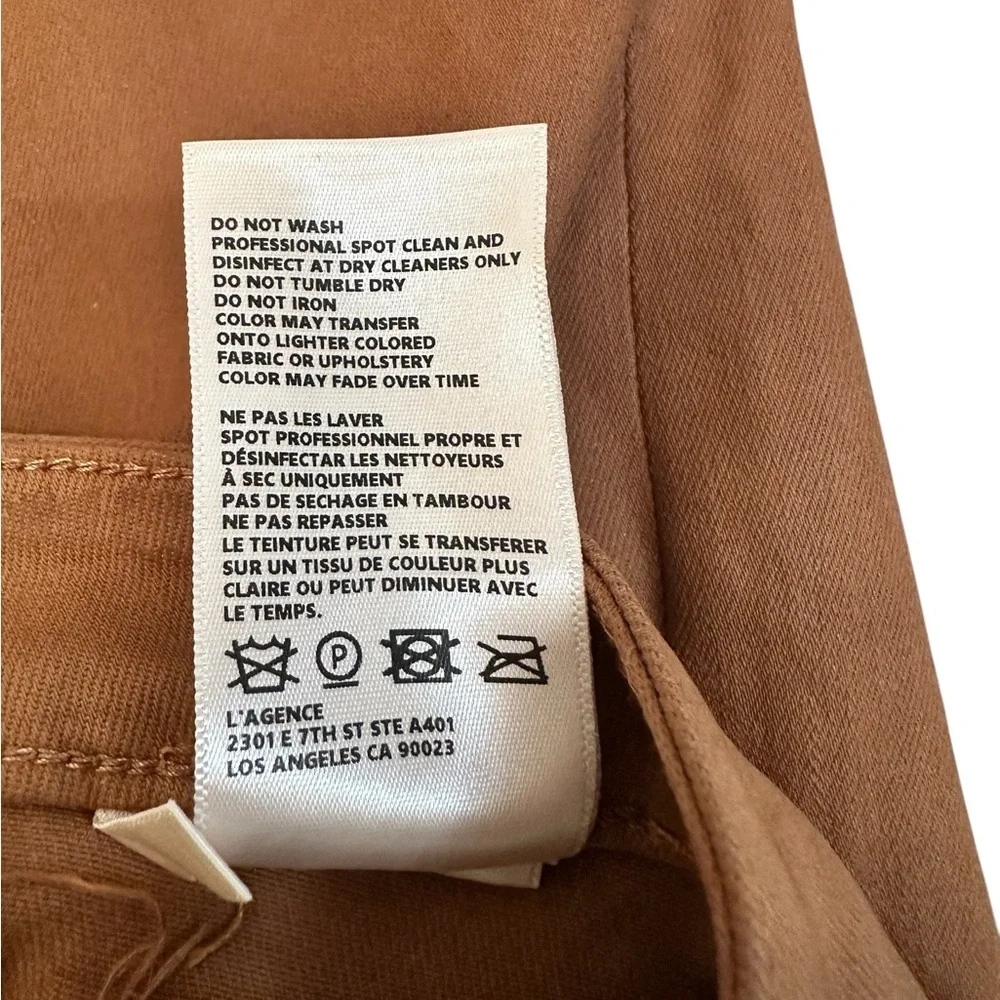 DO NOT WASH
PROFESSIONAL SPOT CLEAN AND
DISINFECT AT DRY CLEANERS ONLY
DO NOT TUMBLE DRY
DO NOT IRON
COLOR MAY TRANSFER
ONTO LIGHTER COLORED
FABRIC OR UPHOLSTERY
COLOR MAY FADE OVER TIME
NE PAS LES LAVER
SPOT PROFESSIONNEL PROPRE ET
DÉSINFECTAR LES NETTOYEURS
À SEC UNIQUEMENT
PAS DE SECHAGE EN TAMBOUR
NE PAS REPASSER
LE TEINTURE PEUT SE TRANSFERER
SUR UN TISSU DE COULEUR PLUS
CLAIRE OU PEUT DIMINUER AVEC
LE TEMPS.
P
L'AGENCE
2301 E 7TH ST STE A401
LOS ANGELES CA 90023